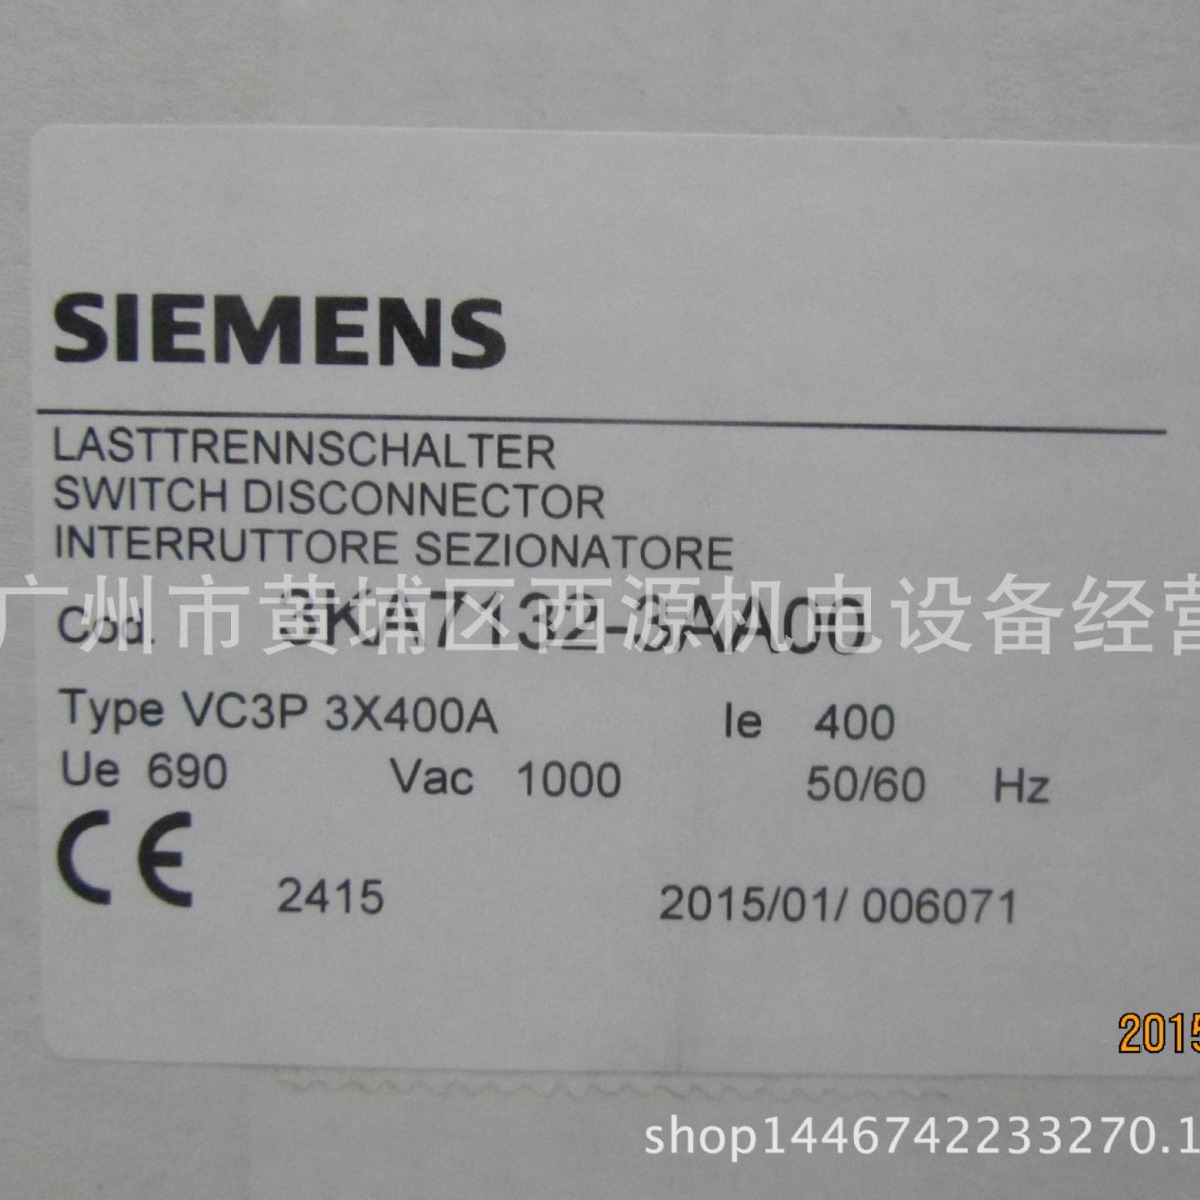 SIEMENS
LASTTRENNSCHALTER
SWITCH DISCONNECTOR
INTERRUTTORE SEZIONATORE
广州市黄埔区西源机电设备经营
Cod. 3KA7132-3AA00
Type VC3P 3X400A Ie 400
Ue 690 Vac 1000 50/60 Hz
CE 2415 2015/01/ 006071
2015
shop1446742233270.1